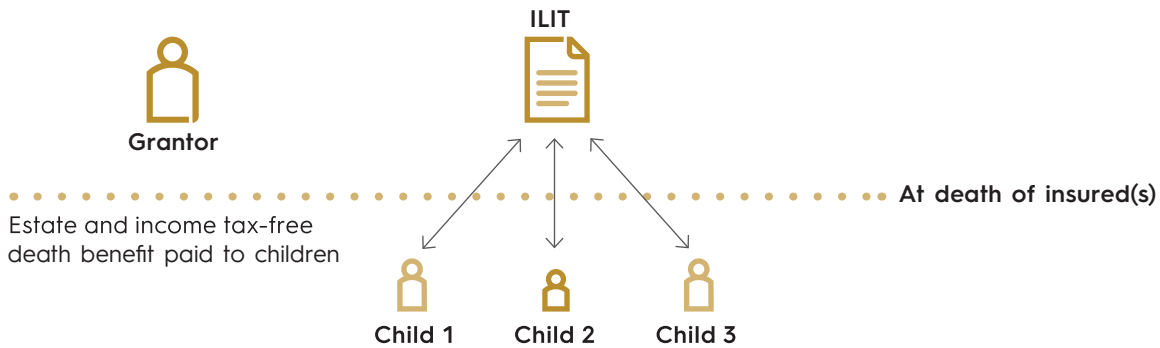 ILIT
Grantor
At death of insured(s)
Estate and income tax-free
death benefit paid to children
Child 1
Child 2
Child 3